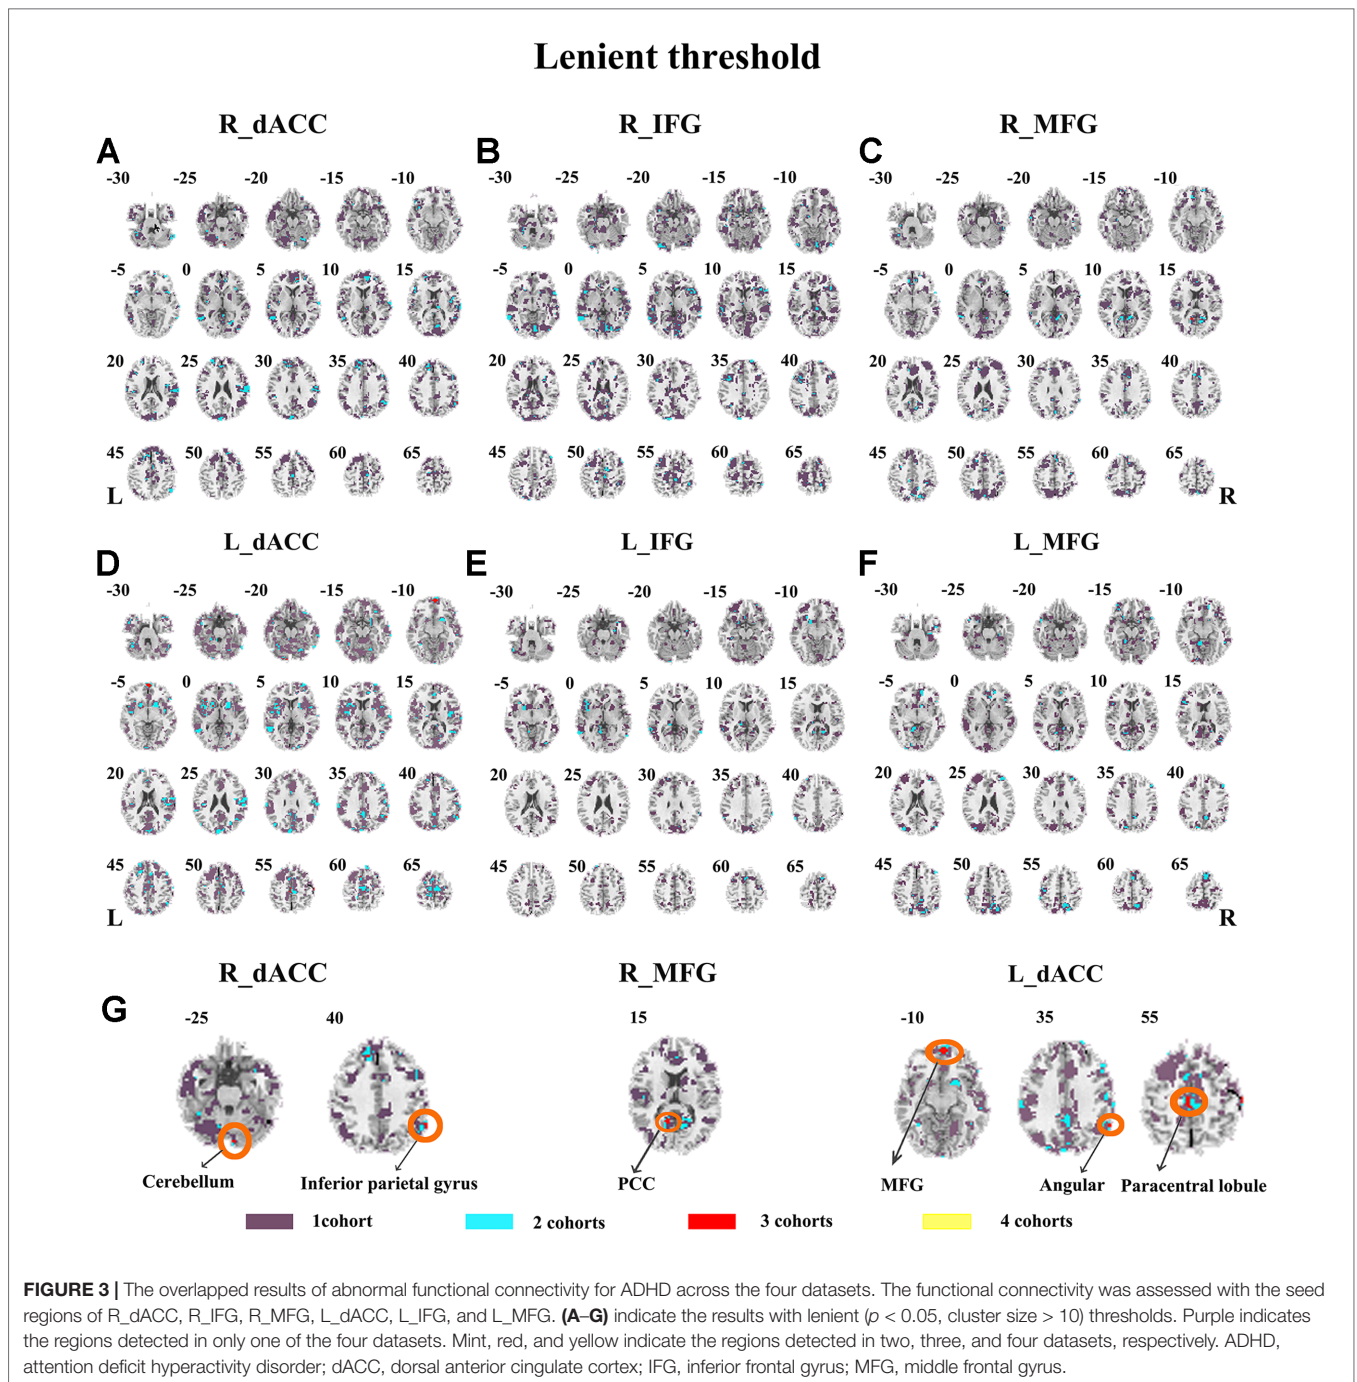 Lenient threshold
R_dACC
R_IFG
R_MFG
A
B
C
-30 -25 -20 -15 -10
-30 -25 -20 -15 -10
-30 -25 -20 -15 -10
-5 0 5 10 15
-5 0 5 10 15
-5 0 5 10 15
20 25 30 35 40
20 25 30 35 40
20 25 30 35 40
45 50 55 60 65
45 50 55 60 65
45 50 55 60 65
L
R
L_dACC
L_IFG
L_MFG
D
E
F
-30 -25 -20 -15 -10
-30 -25 -20 -15 -10
-30 -25 -20 -15 -10
-5 0 5 10 15
-5 0 5 10 15
-5 0 5 10 15
20 25 30 35 40
20 25 30 35 40
20 25 30 35 40
45 50 55 60 65
45 50 55 60 65
45 50 55 60 65
L
R
R_dACC
R_MFG
L_dACC
G
-25 40 15 -10 35 55
Cerebellum
Inferior parietal gyrus
PCC
MFG
Angular
Paracentral lobule
1cohort
2 cohorts
3 cohorts
4 cohorts
FIGURE 3 | The overlapped results of abnormal functional connectivity for ADHD across the four datasets. The functional connectivity was assessed with the seed
regions of R_dACC, R_IFG, R_MFG, L_dACC, L_IFG, and L_MFG. (A–G) indicate the results with lenient (p < 0.05, cluster size > 10) thresholds. Purple indicates
the regions detected in only one of the four datasets. Mint, red, and yellow indicate the regions detected in two, three, and four datasets, respectively. ADHD,
attention deficit hyperactivity disorder; dACC, dorsal anterior cingulate cortex; IFG, inferior frontal gyrus; MFG, middle frontal gyrus.